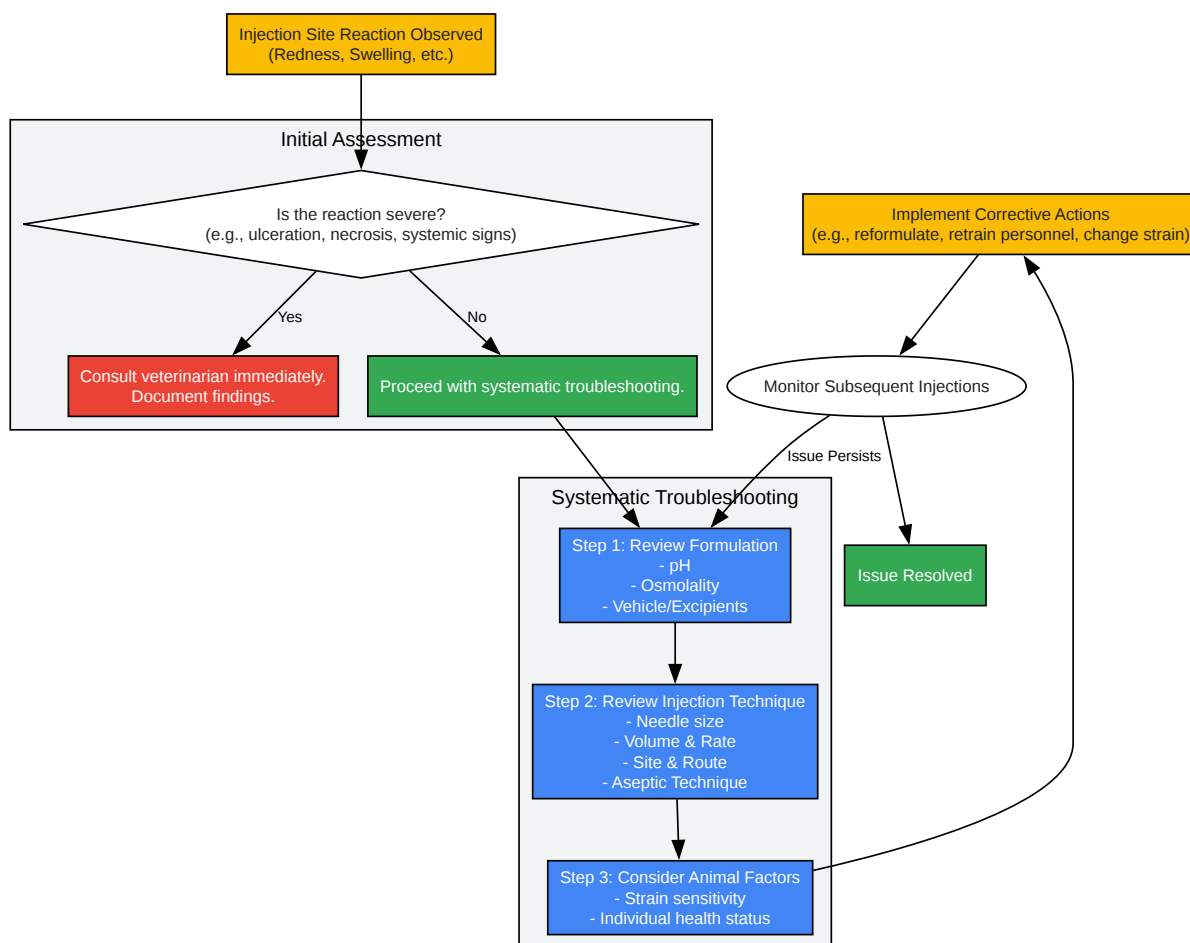 Injection Site Reaction Observed
(Redness, Swelling, etc.)
Initial Assessment
Is the reaction severe?
(e.g., ulceration, necrosis, systemic signs)
Yes
No
Consult veterinarian immediately.
Document findings.
Proceed with systematic troubleshooting.
Implement Corrective Actions
(e.g., reformulate, retrain personnel, change strain)
Monitor Subsequent Injections
Issue Persists
Issue Resolved
Systematic Troubleshooting
Step 1: Review Formulation
- pH
- Osmolality
- Vehicle/Excipients
Step 2: Review Injection Technique
- Needle size
- Volume & Rate
- Site & Route
- Aseptic Technique
Step 3: Consider Animal Factors
- Strain sensitivity
- Individual health status